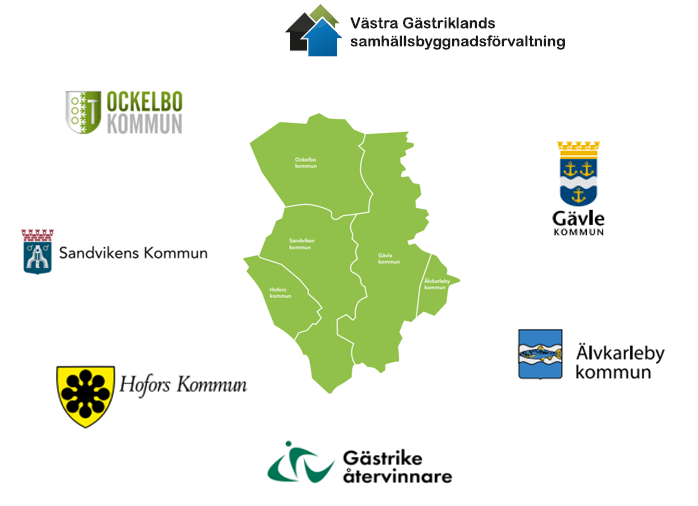 Västra Gästriklands
samhällsbyggnadsförvaltning
OCKELBO
KOMMUN
Ockelbo
kommun
Gävle
KOMMUN
Sandvikens Kommun
Sandviken
kommun
Gävle
kommun
Älvkarleby
kommun
Hofors
kommun
Älvkarleby
kommun
Hofors Kommun
Gästrike
återvinnare